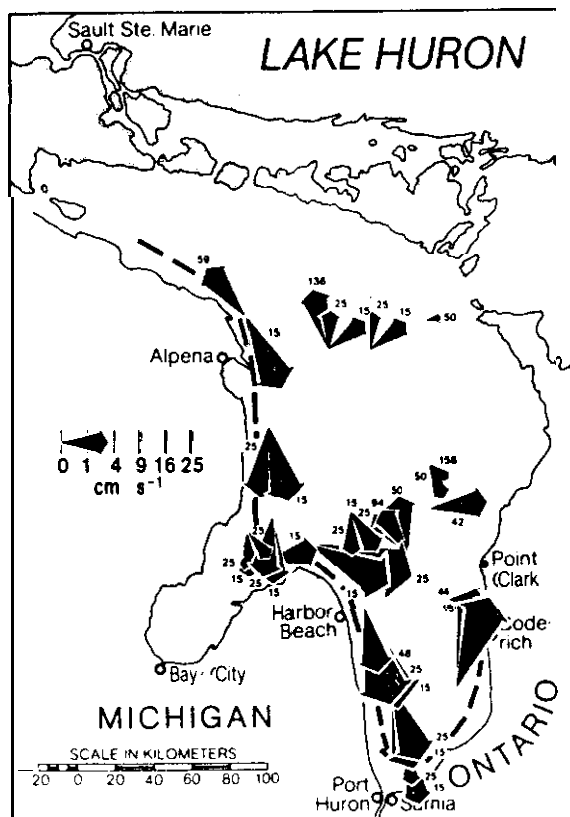 Sault Ste. Marie
LAKE HURON
59
136
25
15
25
15
50
15
Alpena
25
15
0 1 4 9 16 25
cm s⁻¹
156
50
42
50
94
15
25
25
25
15
25
15
25
15
15
Point
Clark
44
15
Goderich
Harbor
Beach
48
25
15
Bay City
MICHIGAN
25
15
25
15
ONTARIO
SCALE IN KILOMETERS
20 0 20 40 60 80 100
Port
Huron
Sarnia